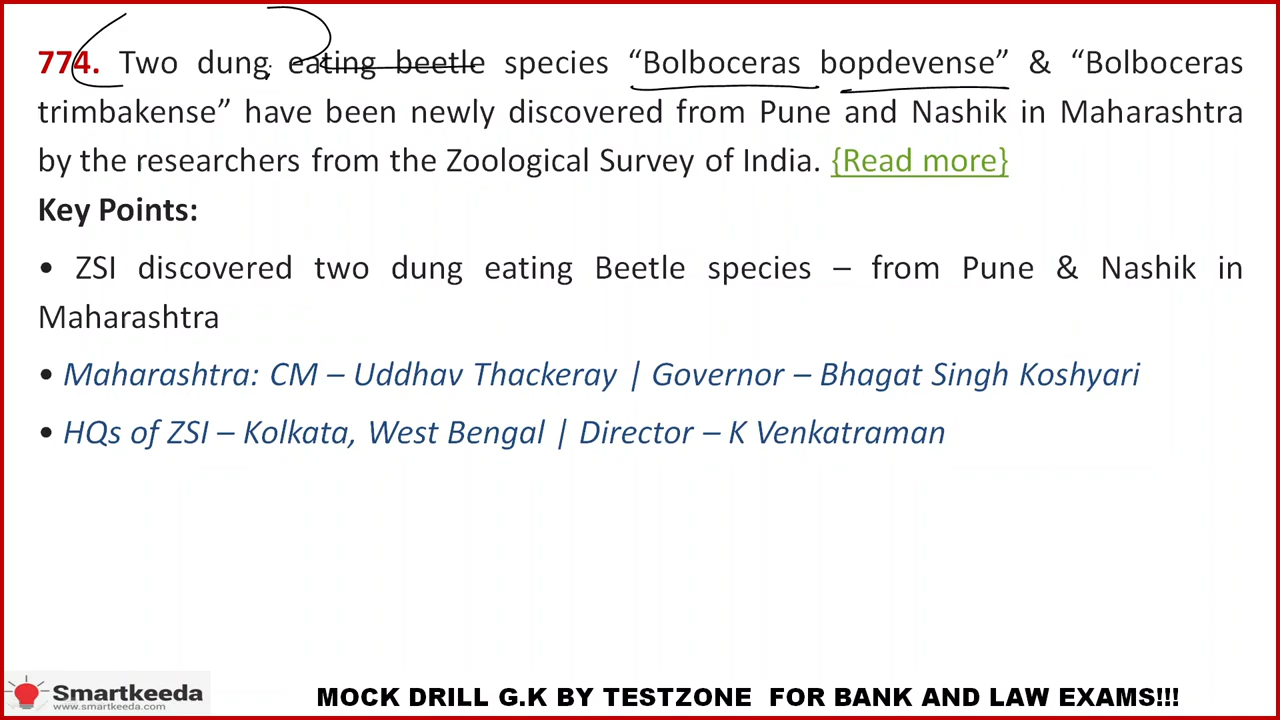 774. Two dung eating beetle species “Bolboceras bopdevense” & “Bolboceras
trimbakense” have been newly discovered from Pune and Nashik in Maharashtra
by the researchers from the Zoological Survey of India. {Read more}
Key Points:
• ZSI discovered two dung eating Beetle species – from Pune & Nashik in
Maharashtra
• Maharashtra: CM – Uddhav Thackeray | Governor – Bhagat Singh Koshyari
• HQs of ZSI – Kolkata, West Bengal | Director – K Venkatraman
Smartkeeda
www.smartkeeda.com
MOCK DRILL G.K BY TESTZONE FOR BANK AND LAW EXAMS!!!